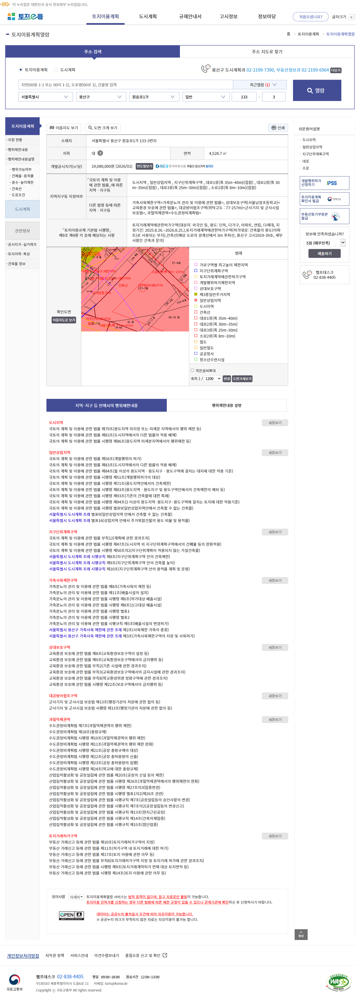 이 누리집은 대한민국 공식 전자정부 누리집입니다.
토지e음
토지이용계획
도시계획
규제안내서
고시정보
정보마당
처음오셨나요?
글자크기
토지이용계획열람
홈 > 토지이용계획 > 토지이용계획열람
주소 검색
주소 지도로 찾기
토지이용계획
도시계획
용산구 도시계획과 02-2199-7390, 부동산정보과 02-2199-6964 더보기
지번(00동 1-1 또는 00리 1-1), 도로명(00로 1), 건물명 입력
최근열람 (1)
열람
서울특별시
용산구
원효로1가
일반
133
-
3
토지이용계획
지정 현황
행위제한내용
행위제한내용설명
- 행위가능여부
- 건폐율·용적률
- 층수·높이제한
- 건축선
- 도로조건
도시계획
관련정보
공시지가·실거래가
토지이력·특성
건축물 정보
이음지도 보기
도면 크게 보기
인쇄
소재지
서울특별시 용산구 원효로1가 133-3번지
지목
대 ?
면적
4,528.7 ㎡
개별공시지가(㎡당)
19,080,000원 (2026/01) 연도별보기 REB 한국부동산원 부동산 공시가격 알리미
지역지구등 지정여부
「국토의 계획 및 이용
에 관한 법률」에 따른
지역ㆍ지구등
도시지역 , 일반상업지역 , 지구단위계획구역 , 대로1류(폭 35m~40m)(접합) , 대로2류(폭 30
m~35m)(접합) , 대로3류(폭 25m~30m)(접합) , 소로2류(폭 8m~10m)(접합)
다른 법령 등에 따른
지역ㆍ지구등
가축사육제한구역<가축분뇨의 관리 및 이용에 관한 법률>, 상대보호구역(서울남정초등학교)<
교육환경 보호에 관한 법률>, 대공방어협조구역(위탁고도 : 77-257m)<군사기지 및 군사시설
보호법>, 과밀억제권역<수도권정비계획법>
「토지이용규제 기본법 시행령」
제9조 제4항 각 호에 해당되는 사항
토지거래계약에관한허가구역(대상자: 외국인 등, 용도: 단독, 다가구, 아파트, 연립, 다세대, 지
정기간: 2025.8.26.~2026.8.25.),토지거래계약에관한허가구역(허가대상: 건축물의 용도(아파
트)로 사용되는 부지),건축선(해당 도로의 경계선에서 3m 후퇴선, 용산구 고시2019-39호, 세부
사항은 건축과 문의)
확인도면
이음지도로 보기
27-4 대
129-6도
57-8대
소로2류(폭 8m~10m)
건축선
지구단위계획구역
133-3대
상대보호구역
130-3도
190-4대
지구단위계획구역
25-7도
대로1류(폭 35m~40m)
41 대
40-11도
40-31 대
18-4도
범례
가로구역별 최고높이 제한지역
지구단위계획구역
토지거래계약에관한허가구역
개발행위허가제한지역
상대보호구역
제3종일반주거지역
일반상업지역
도시지역
건축선
대로1류(폭 35m~40m)
대로2류(폭 30m~35m)
대로3류(폭 25m~30m)
소로2류(폭 8m~10m)
철도
일반철도
공공청사
청소년수련시설
작은글씨확대
축척 1 / 1200 변경 도면크게보기
쉬운용어설명
도시지역
일반상업지역
지구단위계획구역
대로
소로
개발행위허가
신청하기
IPSS
토지이용계획
확인서 발급
정부24
부동산등기부등본
발급
정보에 만족하셨습니까?
5점 (매우만족)
제출하기
헬프데스크
02-838-4405
지역·지구 등 안에서의 행위제한내용
행위제한내용 설명
도시지역
새창보기
국토의 계획 및 이용에 관한 법률 제79조(용도지역 미지정 또는 미세분 지역에서의 행위 제한 등)
국토의 계획 및 이용에 관한 법률 제83조(도시지역에서의 다른 법률의 적용 배제)
국토의 계획 및 이용에 관한 법률 시행령 제86조(용도지역 미세분지역에서의 행위제한 등)
일반상업지역
새창보기
국토의 계획 및 이용에 관한 법률 제56조(개발행위의 허가)
국토의 계획 및 이용에 관한 법률 제83조(도시지역에서의 다른 법률의 적용 배제)
국토의 계획 및 이용에 관한 법률 제84조(둘 이상의 용도지역ㆍ용도지구ㆍ용도구역에 걸치는 대지에 대한 적용 기준)
국토의 계획 및 이용에 관한 법률 시행령 제51조(개발행위허가의 대상)
국토의 계획 및 이용에 관한 법률 시행령 제71조(용도지역안에서의 건축제한)
국토의 계획 및 이용에 관한 법률 시행령 제83조(용도지역ㆍ용도지구 및 용도구역안에서의 건축제한의 예외 등)
국토의 계획 및 이용에 관한 법률 시행령 제93조(기존의 건축물에 대한 특례)
국토의 계획 및 이용에 관한 법률 시행령 제94조(2 이상의 용도지역·용도지구·용도구역에 걸치는 토지에 대한 적용기준)
국토의 계획 및 이용에 관한 법률 시행령 별표9(일반상업지역안에서 건축할 수 없는 건축물)
서울특별시 도시계획 조례 별표9(일반상업지역 안에서 건축할 수 없는 건축물)
서울특별시 도시계획 조례 별표16(상업지역 안에서 주거복합건물의 용도 비율 및 용적률)
지구단위계획구역
새창보기
국토의 계획 및 이용에 관한 법률 부칙12(계획에 관한 경과조치)
국토의 계획 및 이용에 관한 법률 시행령 제47조(도시지역 외 지구단위계획구역에서의 건폐율 등의 완화적용)
국토의 계획 및 이용에 관한 법률 시행령 제50조의2(지구단위계획이 적용되지 않는 가설건축물)
서울특별시 도시계획 조례 시행규칙 제8조(지구단위계획구역 안의 건축제한)
서울특별시 도시계획 조례 시행규칙 제9조(지구단위계획구역 안의 건축물 높이)
서울특별시 도시계획 조례 시행규칙 제10조(지구단위계획구역 안의 용적률 계획 및 운용)
가축사육제한구역
새창보기
가축분뇨의 관리 및 이용에 관한 법률 제8조(가축사육의 제한 등)
가축분뇨의 관리 및 이용에 관한 법률 제11조(배출시설의 설치)
가축분뇨의 관리 및 이용에 관한 법률 시행령 제6조(허가대상 배출시설)
가축분뇨의 관리 및 이용에 관한 법률 시행령 제8조(신고대상 배출시설)
가축분뇨의 관리 및 이용에 관한 법률 시행령 별표1
가축분뇨의 관리 및 이용에 관한 법률 시행령 별표2
가축분뇨의 관리 및 이용에 관한 법률 시행규칙 제5조(배출시설의 변경허가)
서울특별시 용산구 가축사육 제한에 관한 조례 제2조(사육제한 가축의 종류)
서울특별시 용산구 가축사육 제한에 관한 조례 제3조(가축사육제한구역의 지정 및 사육허가)
상대보호구역
새창보기
교육환경 보호에 관한 법률 제8조(교육환경보호구역의 설정 등)
교육환경 보호에 관한 법률 제9조(교육환경보호구역에서의 금지행위 등)
교육환경 보호에 관한 법률 부칙2(기존 시설에 관한 경과조치)
교육환경 보호에 관한 법률 부칙3(교육환경보호구역에서의 금지시설에 관한 경과조치)
교육환경 보호에 관한 법률 부칙8(학교환경위생 정화구역에 관한 경과조치)
교육환경 보호에 관한 법률 시행령 제22조(보호구역에서의 금지행위 등)
대공방어협조구역
새창보기
군사기지 및 군사시설 보호법 제13조(행정기관의 처분에 관한 협의 등)
군사기지 및 군사시설 보호법 시행령 제13조(행정기관의 처분에 관한 협의 등)
과밀억제권역
새창보기
수도권정비계획법 제7조(과밀억제권역의 행위 제한)
수도권정비계획법 제18조(총량규제)
수도권정비계획법 시행령 제10조(과밀억제권역의 행위 제한)
수도권정비계획법 시행령 제11조(과밀억제권역의 행위 제한 완화)
수도권정비계획법 시행령 제21조(공장 총량규제의 대상)
수도권정비계획법 시행령 제22조(공장 총허용량의 산출)
수도권정비계획법 시행령 제23조(공장 총허용량의 집행)
수도권정비계획법 시행령 제24조(학교에 대한 총량규제)
산업집적활성화 및 공장설립에 관한 법률 제20조(공장의 신설 등의 제한)
산업집적활성화 및 공장설립에 관한 법률 시행령 제26조(과밀억제권역에서의 행위제한의 완화)
산업집적활성화 및 공장설립에 관한 법률 시행령 제27조의3(업종변경)
산업집적활성화 및 공장설립에 관한 법률 시행령 별표1의2(제26조 관련)
산업집적활성화 및 공장설립에 관한 법률 시행규칙 제7조(공장설립등의 승인사항의 변경)
산업집적활성화 및 공장설립에 관한 법률 시행규칙 제7조의2(공장설립등의 변경신고)
산업집적활성화 및 공장설립에 관한 법률 시행규칙 제13조(현지근린공장)
산업집적활성화 및 공장설립에 관한 법률 시행규칙 제14조(건축자재업종)
산업집적활성화 및 공장설립에 관한 법률 시행규칙 제15조(첨단업종)
토지거래허가구역
새창보기
부동산 거래신고 등에 관한 법률 제10조(토지거래허가구역의 지정)
부동산 거래신고 등에 관한 법률 제11조(허가구역 내 토지거래에 대한 허가)
부동산 거래신고 등에 관한 법률 제17조(토지 이용에 관한 의무 등)
부동산 거래신고 등에 관한 법률 부칙8(토지거래허가구역 지정 및 토지거래 허가에 관한 경과조치)
부동산 거래신고 등에 관한 법률 시행령 제9조(토지거래계약허가 면제 대상 토지면적 등)
부동산 거래신고 등에 관한 법률 시행령 제14조(토지 이용에 관한 의무 등)
유의사항 자세히
토지이용계획열람 서비스는 법적 효력이 없으며, 참고 자료로만 활용이 가능합니다.
토지이용 인허가를 신청하는 경우 다른 법령에 따른 제한 규정이 있을 수 있으니 관계기관에 확인하신 후 신청하시기 바랍니다.
OPEN
데이터는 공공누리 출처표시 조건에 따라 자유이용이 가능합니다.
※ 공공누리 마크가 부착되지 않은 자료는 자유이용이 불가능 합니다.
위로
개인정보처리방침
저작권 정책
서비스안내
의견수렴보내기
품질오류 신고 및 확인
국토교통부
헬프데스크 02-838-4405 평일 09:00~18:00 점심시간 12:00~13:00
우)30103 세종특별자치시 도움6로 11 이메일: luris@korea.kr
Copyright ⓒ 국토교통부 All rights reserved.
WA
WEB 접근성